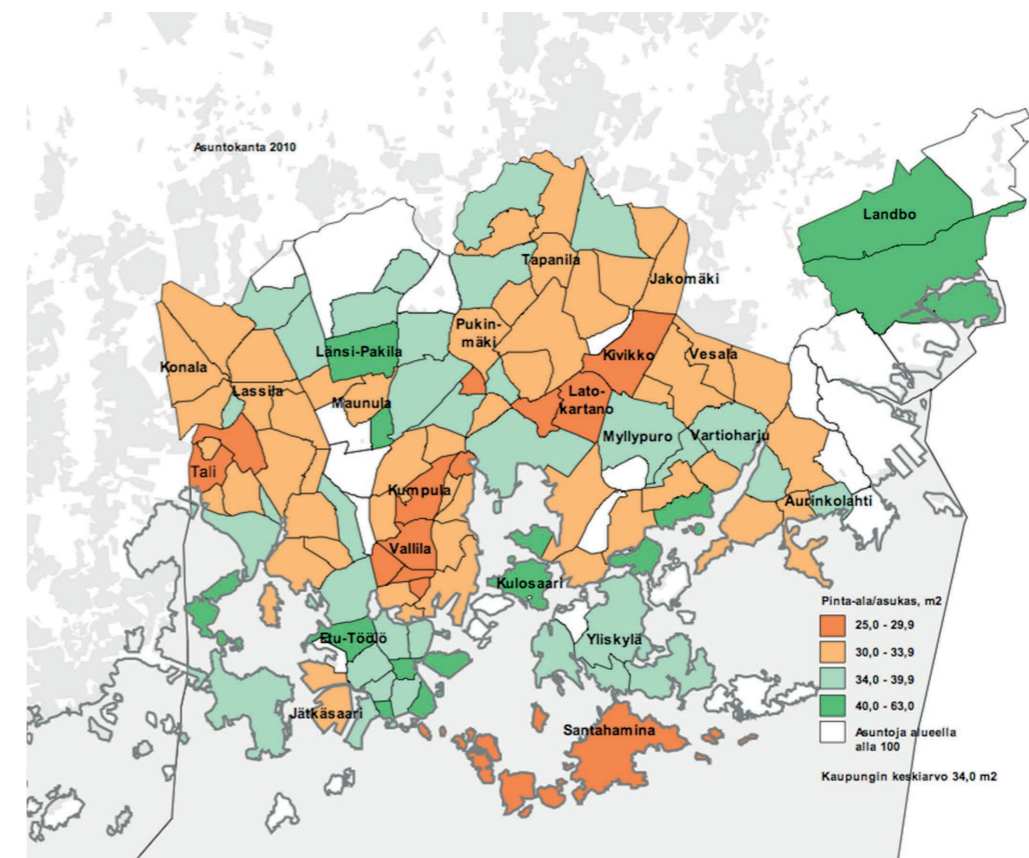 Asuntokanta 2010
Landbo
Tapanila
Jakomäki
Pukin-
mäki
Länsi-Pakila
Kivikko
Vesala
Konala
Lassila
Maunula
Lato-
kartano
Myllypuro
Vartioharju
Tali
Kumpula
Aurinkolahti
Vallila
Kulosaari
Etu-Töölö
Yliskylä
Jätkäsaari
Santahamina
Pinta-ala/asukas, m2
25,0 - 29,9
30,0 - 33,9
34,0 - 39,9
40,0 - 63,0
Asuntoja alueella
alla 100
Kaupungin keskiarvo 34,0 m2